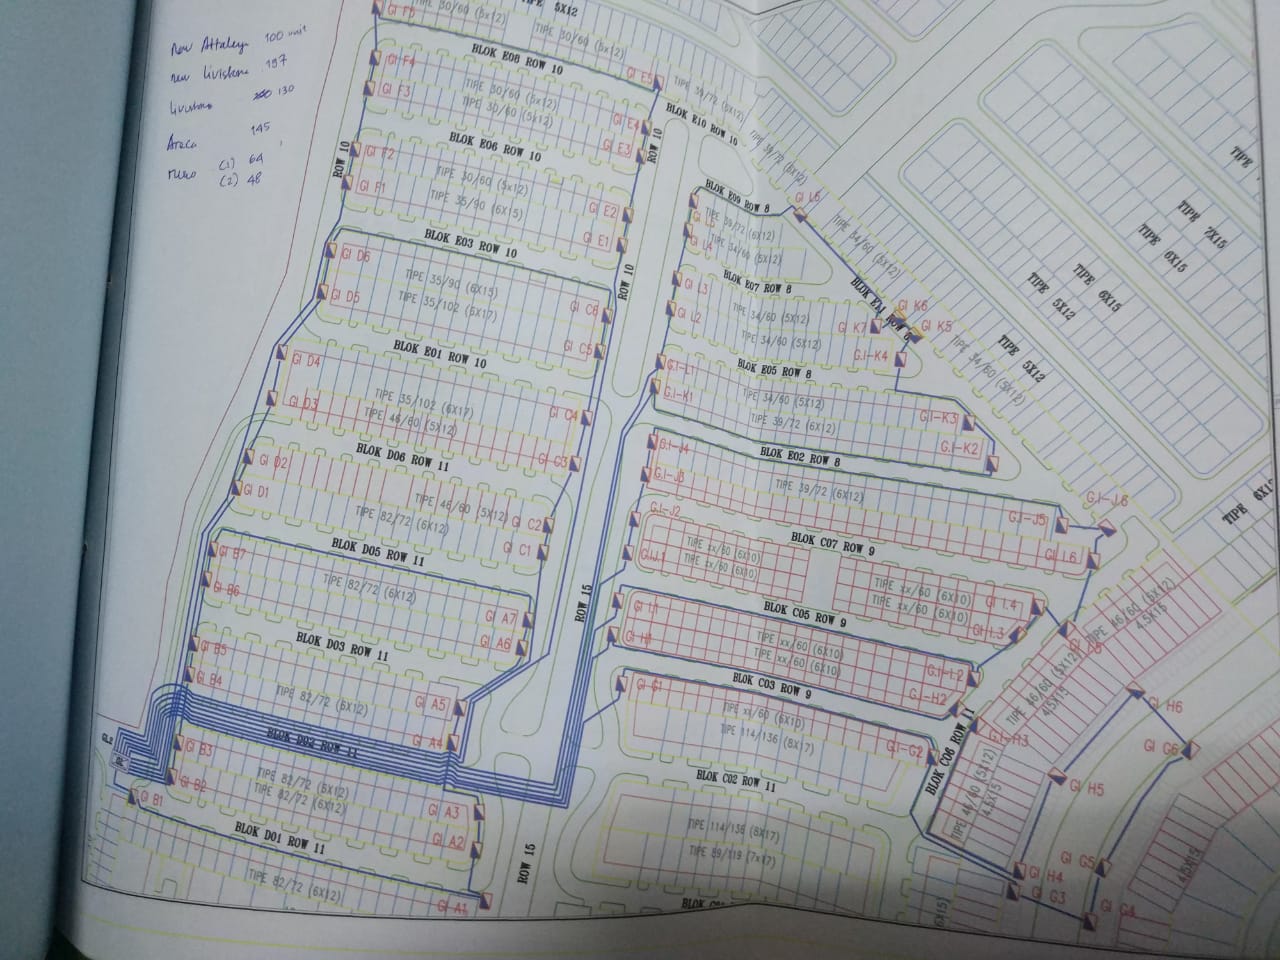 New Attaleya 100 unit
new livistona 197
livistona 130
Areca 145
(1) 64
(2) 48
TIPE 5X12
GI F5
TIPE 30/60 (5x12)
TIPE 30/60 (5x12)
BLOK E08 ROW 10
GI E5
TIPE 34/72 (6X12)
GI F4
TIPE 30/60 (5x12)
GI F3
TIPE 30/60 (5X12)
GI E4
GI E3
BLOK E10 ROW 10
ROW 10
BLOK E06 ROW 10
ROW 10
GI F2
TIPE 30/60 (5x12)
GI F1
TIPE 35/90 (6X15)
GI E2
GI E1
BLOK E03 ROW 10
ROW 10
GI D6
TIPE 35/90 (6X15)
GI D5
TIPE 35/102 (6X17)
GI C6
GI C5
BLOK E01 ROW 10
GI D4
GI D3
TIPE 35/102 (6X17)
TIPE 46/60 (5X12)
GI C4
GI C3
BLOK D06 ROW 11
GI D2
GI D1
TIPE 46/60 (5X12)
TIPE 82/72 (6X12)
GI C2
GI C1
BLOK D05 ROW 11
GI B7
GI B6
TIPE 82/72 (6X12)
GI A7
GI A6
BLOK D03 ROW 11
GI B5
GI B4
TIPE 82/72 (6X12)
GI A5
GI A4
BLOK D02 ROW 11
GI B3
GI B2
TIPE 82/72 (6X12)
TIPE 82/72 (6X12)
GI A3
GI A2
GI B1
BLOK D01 ROW 11
TIPE 82/72 (6X12)
GI A1
ROW 15
ROW 15
BLOK E09 ROW 8
GI L6
GI L5
GI L4
TIPE 39/72 (6X12)
TIPE 34/60 (5X12)
TIPE 39/72 (6X12)
TIPE 34/60 (5X12)
BLOK E07 ROW 8
BLOK E11 ROW 8
GI L3
GI L2
TIPE 34/60 (5X12)
TIPE 34/60 (5X12)
GI K7
G.I-K4
GI K6
GI K5
TIPE 34/60 (5X12)
BLOK E05 ROW 8
G.I-L1
G.I-K1
TIPE 34/60 (5X12)
TIPE 39/72 (6X12)
G.I-K3
G.I-K2
BLOK E02 ROW 8
G.I-J4
G.I-J3
TIPE 39/72 (6X12)
G.I-J5
G.I-J6
GI L6
BLOK C07 ROW 9
G.I-J2
GI J.1
TIPE xx/60 (6X10)
TIPE xx/60 (6X10)
TIPE xx/60 (6X10)
TIPE xx/60 (6X10)
GI I.4
G.I-I.3
BLOK C05 ROW 9
TIPE xx/60 (6X10)
TIPE xx/60 (6X10)
G.I-I.2
G.I-H2
BLOK C03 ROW 9
GI G1
TIPE xx/60 (6X10)
TIPE 114/136 (8X17)
G.I-G2
BLOK C02 ROW 11
TIPE 114/136 (8X17)
TIPE 89/119 (7x17)
BLOK C08 ROW 11
G.I-H3
TIPE 46/60 (5X12)
4,5X15
TIPE 46/60 (5X12)
4,5X15
TIPE 46/60 (5X12)
4,5X15
GI H6
GI G6
GI H5
GI G5
GI H4
GI G3
GI G4
4,5X15
TIPE 7X15
TIPE 6X15
TIPE 6X15
TIPE 5X12
TIPE 5X12
TIPE